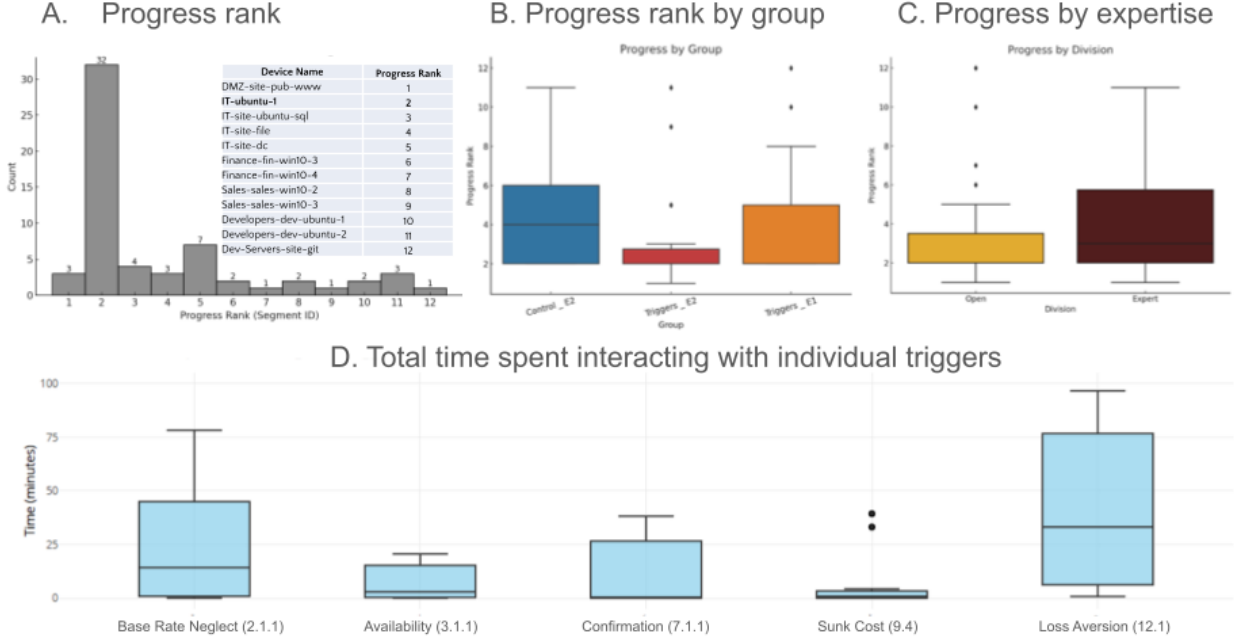 A. Progress rank
B. Progress rank by group
C. Progress by expertise
32
30
25
20
15
10
5
0
Count
3
4
3
7
2
1
2
1
2
3
1
1 2 3 4 5 6 7 8 9 10 11 12
Progress Rank (Segment ID)
Device Name Progress Rank
DMZ-site-pub-www 1
IT-ubuntu-1 2
IT-site-ubuntu-sql 3
IT-site-file 4
IT-site-dc 5
Finance-fin-win10-3 6
Finance-fin-win10-4 7
Sales-sales-win10-2 8
Sales-sales-win10-3 9
Developers-dev-ubuntu-1 10
Developers-dev-ubuntu-2 11
Dev-Servers-site-git 12
Progress by Group
12
10
8
6
4
2
Progress Rank
Control_E2 Triggers_E2 Triggers_E1
Group
Progress by Division
12
10
8
6
4
2
Progress Rank
Open Expert
Division
D. Total time spent interacting with individual triggers
100
75
50
25
0
Time (minutes)
Base Rate Neglect (2.1.1) Availability (3.1.1) Confirmation (7.1.1) Sunk Cost (9.4) Loss Aversion (12.1)